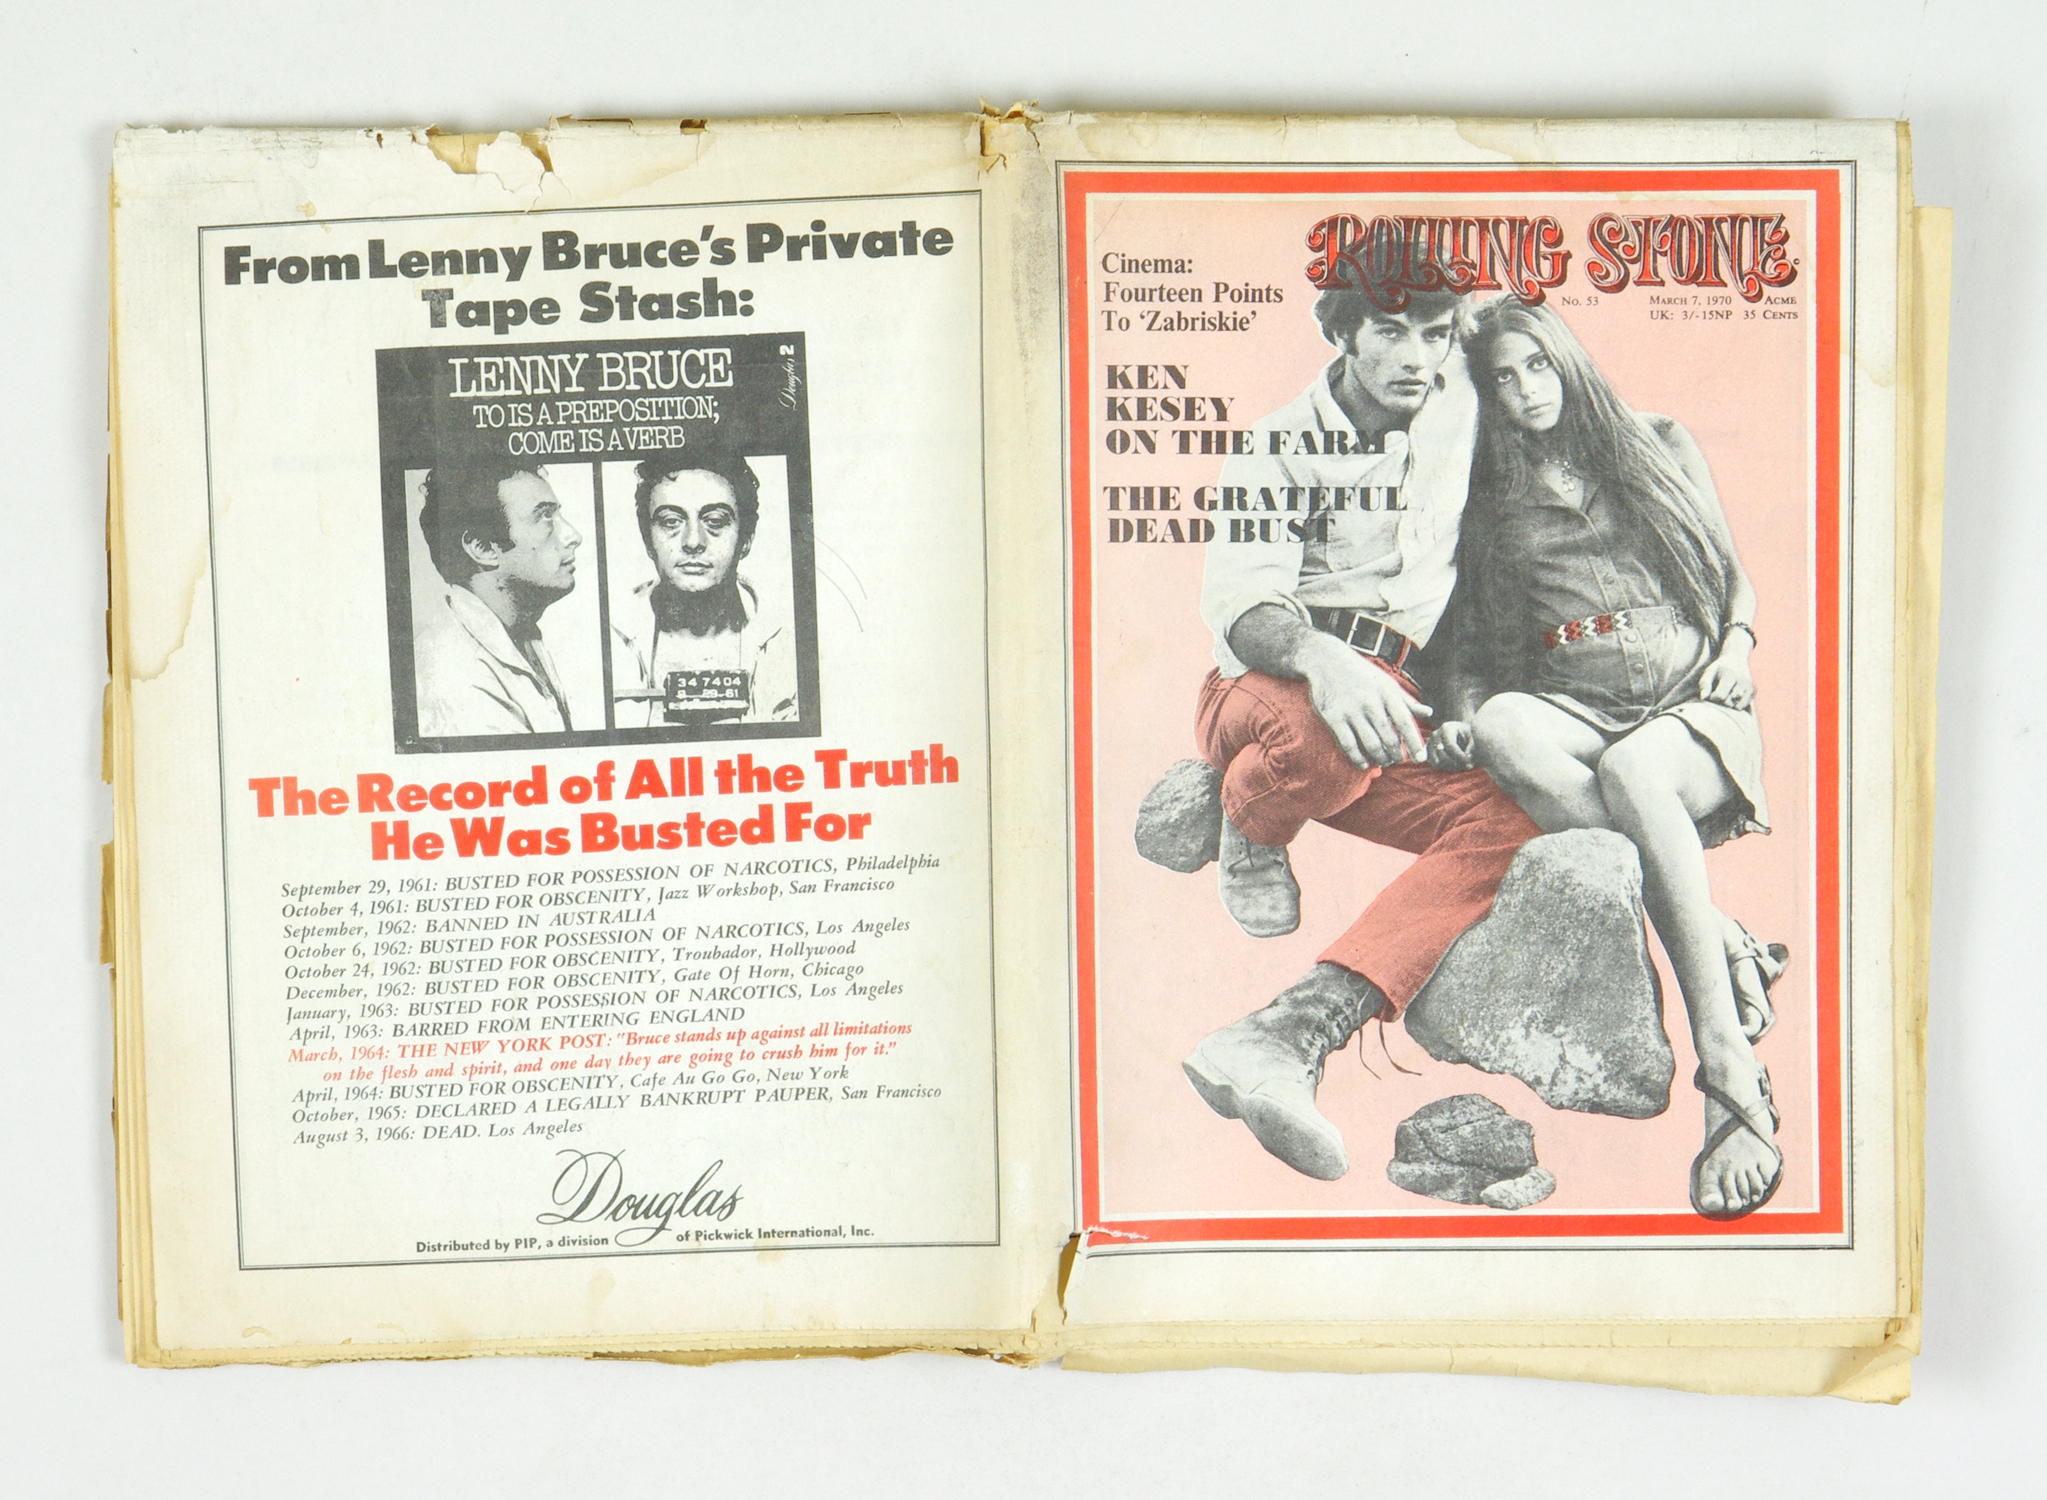 From Lenny Bruce's Private
Tape Stash:
LENNY BRUCE
TO IS A PREPOSITION;
COME IS A VERB
Douglas 2
34 7404
8 29-61
The Record of All the Truth
He Was Busted For
September 29, 1961: BUSTED FOR POSSESSION OF NARCOTICS, Philadelphia
October 4, 1961: BUSTED FOR OBSCENITY, Jazz Workshop, San Francisco
September, 1962: BANNED IN AUSTRALIA
October 6, 1962: BUSTED FOR POSSESSION OF NARCOTICS, Los Angeles
October 24, 1962: BUSTED FOR OBSCENITY, Troubador, Hollywood
December, 1962: BUSTED FOR OBSCENITY, Gate Of Horn, Chicago
January, 1963: BUSTED FOR POSSESSION OF NARCOTICS, Los Angeles
April, 1963: BARRED FROM ENTERING ENGLAND
March, 1964: THE NEW YORK POST: "Bruce stands up against all limitations
on the flesh and spirit, and one day they are going to crush him for it."
April, 1964: BUSTED FOR OBSCENITY, Cafe Au Go Go, New York
October, 1965: DECLARED A LEGALLY BANKRUPT PAUPER, San Francisco
August 3, 1966: DEAD. Los Angeles
Douglas
Distributed by PIP, a division of Pickwick International, Inc.
ROLLING STONE
No. 53 MARCH 7, 1970 ACME
UK: 3/-15NP 35 CENTS
Cinema:
Fourteen Points
To 'Zabriskie'
KEN
KESEY
ON THE FARM
THE GRATEFUL
DEAD BUST